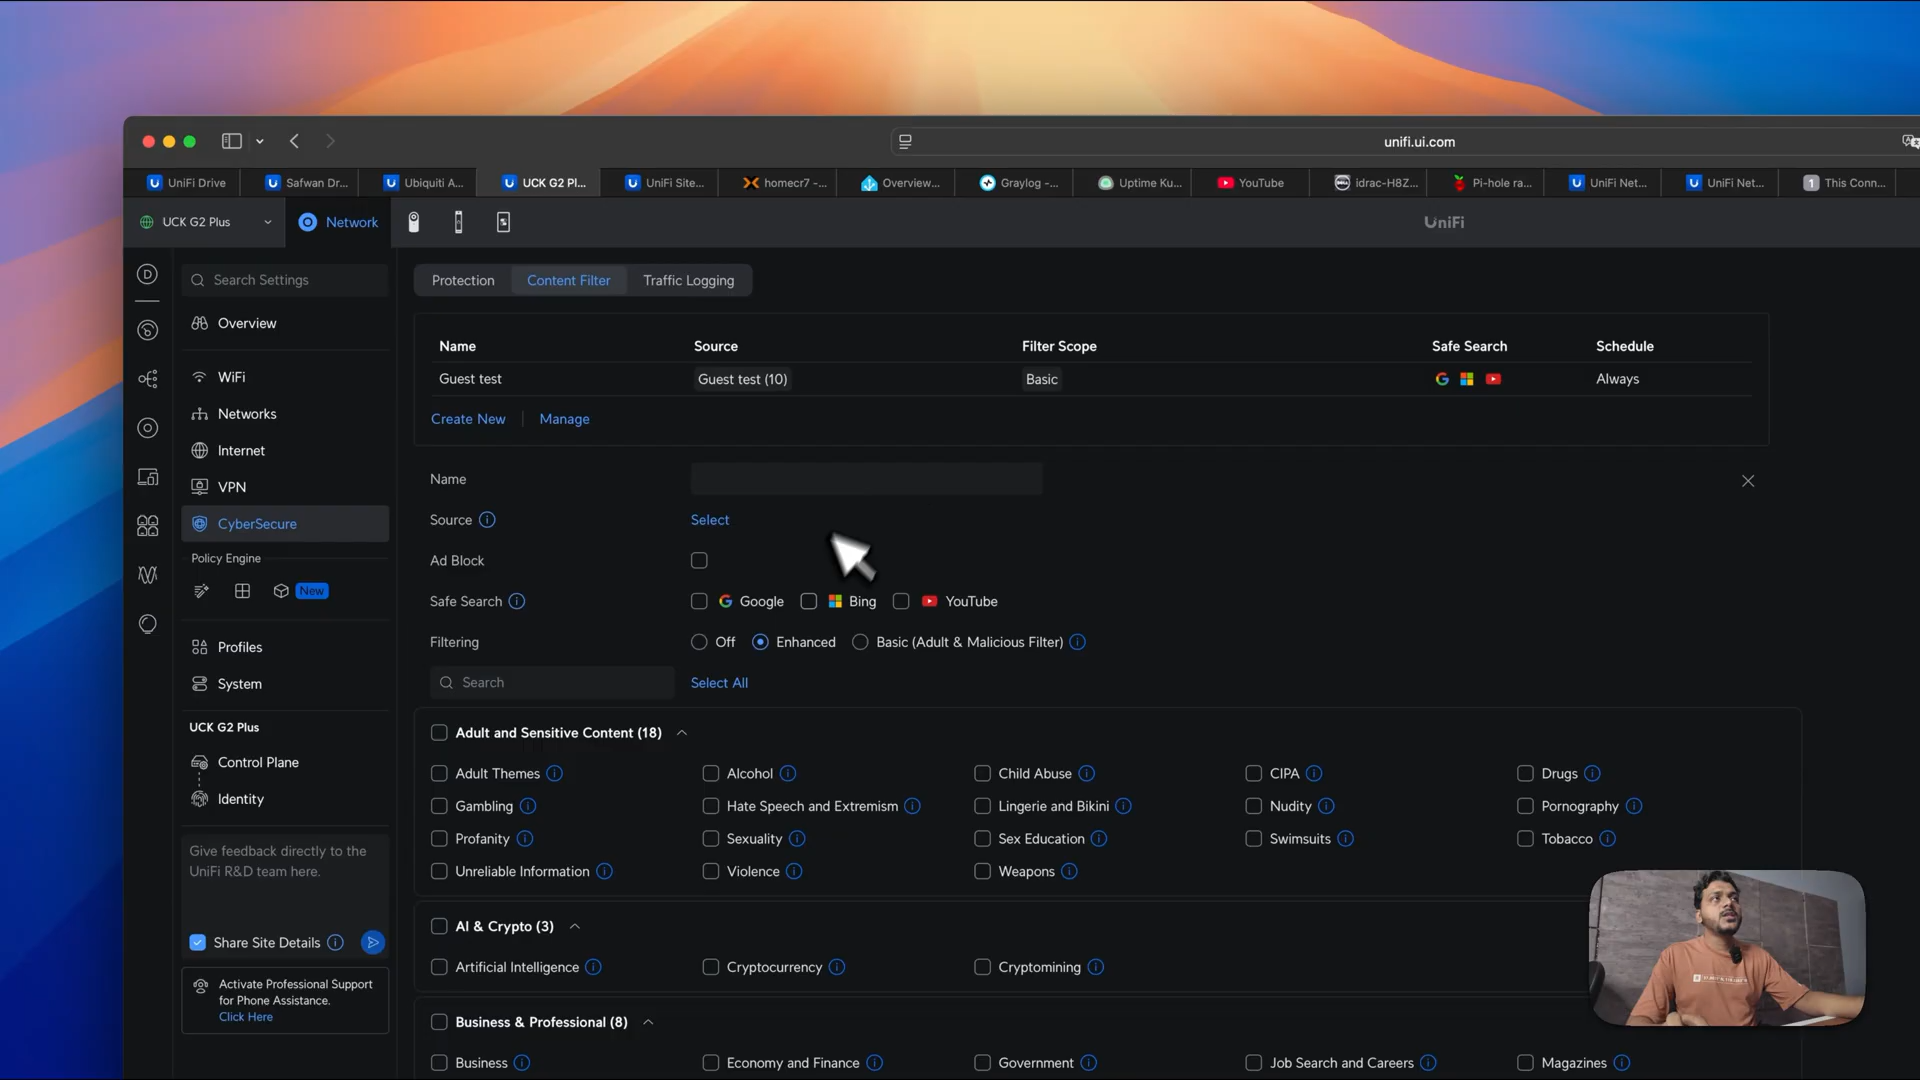 unifi.ui.com
UniFi Drive
Safwan Dr...
Ubiquiti A...
UCK G2 Pl...
UniFi Site...
homecr7 -...
Overview...
Graylog -...
Uptime Ku...
YouTube
idrac-H8Z...
Pi-hole ra...
UniFi Net...
UniFi Net...
1 This Conn...
UCK G2 Plus
Network
UniFi
Search Settings
Overview
WiFi
Networks
Internet
VPN
CyberSecure
Policy Engine
New
Profiles
System
UCK G2 Plus
Control Plane
Identity
Give feedback directly to the
UniFi R&D team here.
Share Site Details
Activate Professional Support
for Phone Assistance.
Click Here
Protection Content Filter Traffic Logging
Name Source Filter Scope Safe Search Schedule
Guest test Guest test (10) Basic Always
Create New Manage
Name
Source Select
Ad Block
Safe Search Google Bing YouTube
Filtering Off Enhanced Basic (Adult & Malicious Filter)
Search Select All
Adult and Sensitive Content (18)
Adult Themes Alcohol Child Abuse CIPA Drugs
Gambling Hate Speech and Extremism Lingerie and Bikini Nudity Pornography
Profanity Sexuality Sex Education Swimsuits Tobacco
Unreliable Information Violence Weapons
AI & Crypto (3)
Artificial Intelligence Cryptocurrency Cryptomining
Business & Professional (8)
Business Economy and Finance Government Job Search and Careers Magazines